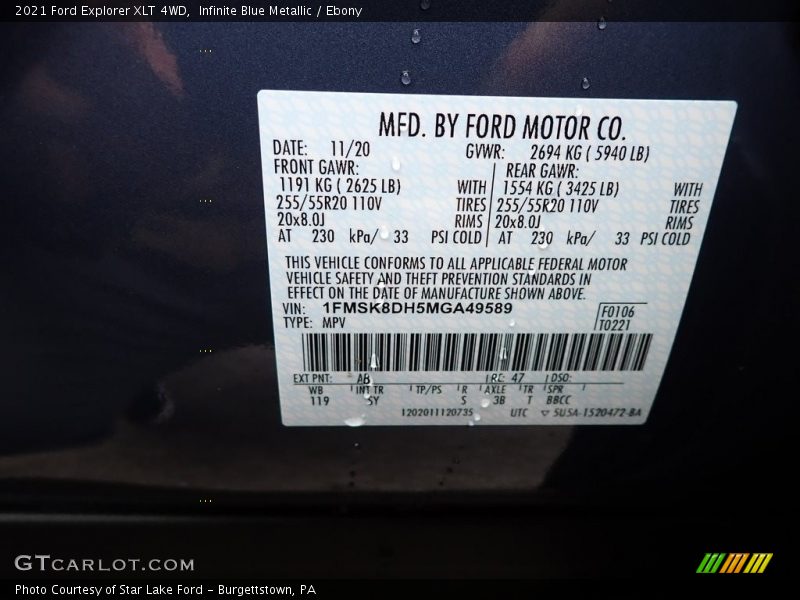 2021 Ford Explorer XLT 4WD, Infinite Blue Metallic / Ebony
MFD. BY FORD MOTOR CO.
DATE: 11/20 GVWR: 2694 KG ( 5940 LB)
FRONT GAWR: REAR GAWR:
1191 KG ( 2625 LB) WITH 1554 KG ( 3425 LB) WITH
255/55R20 110V TIRES 255/55R20 110V TIRES
20x8.0J RIMS 20x8.0J RIMS
AT 230 kPa/ 33 PSI COLD AT 230 kPa/ 33 PSI COLD
THIS VEHICLE CONFORMS TO ALL APPLICABLE FEDERAL MOTOR
VEHICLE SAFETY AND THEFT PREVENTION STANDARDS IN
EFFECT ON THE DATE OF MANUFACTURE SHOWN ABOVE.
VIN: 1FMSK8DH5MGA49589 F0106
TYPE: MPV T0221
EXT PNT: AB RC: 47 DSO:
WB INT TR TP/PS R AXLE TR SPR
119 SY S 3B T BBCC
1202011120735 UTC 5U5A-1520472-BA
GTCARLOT.COM
Photo Courtesy of Star Lake Ford - Burgettstown, PA